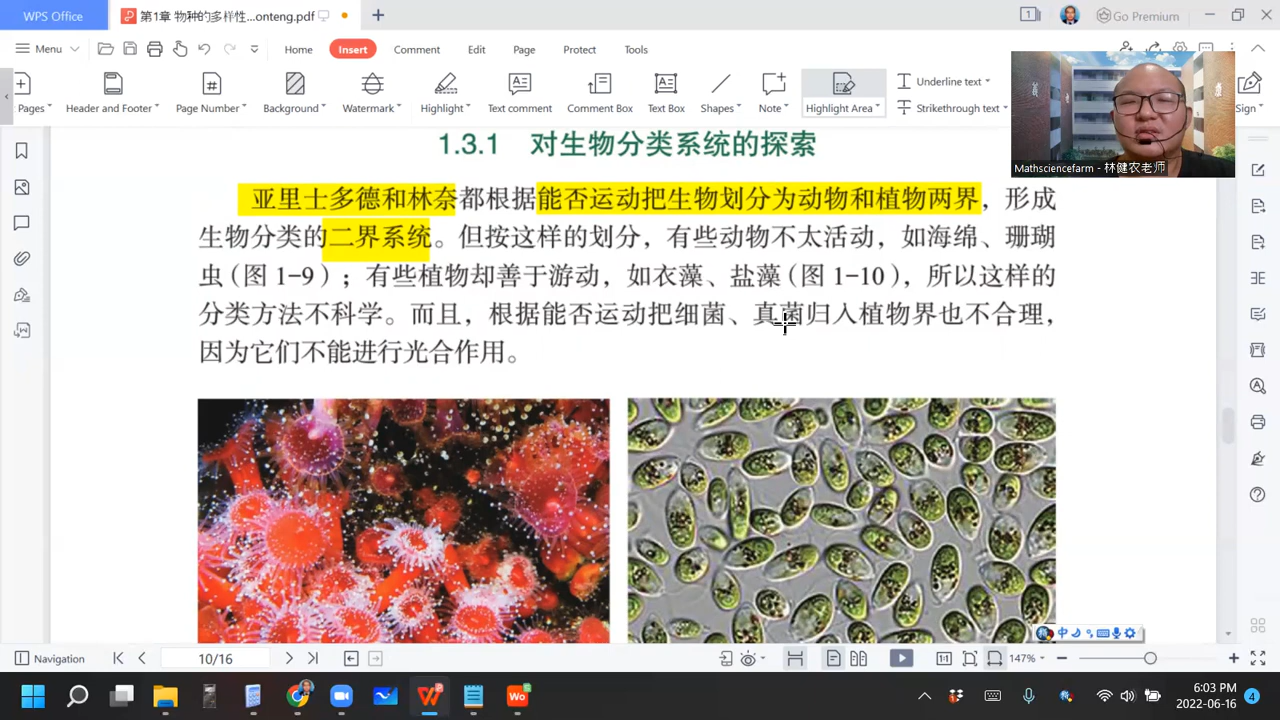 WPS Office
第1章 物种的多样性...onteng.pdf
Go Premium
Menu
Home
Insert
Comment
Edit
Page
Protect
Tools
Pages
Header and Footer
Page Number
Background
Watermark
Highlight
Text comment
Comment Box
Text Box
Shapes
Note
Highlight Area
Underline text
Strikethrough text
Sign
Mathsciencefarm - 林健农老师
1.3.1 对生物分类系统的探索
亚里士多德和林奈都根据能否运动把生物划分为动物和植物两界，形成
生物分类的二界系统。但按这样的划分，有些动物不太活动，如海绵、珊瑚
虫（图1-9）；有些植物却善于游动，如衣藻、盐藻（图1-10），所以这样的
分类方法不科学。而且，根据能否运动把细菌、真菌归入植物界也不合理，
因为它们不能进行光合作用。
中
Navigation
10/16
147%
6:03 PM
2022-06-16
4